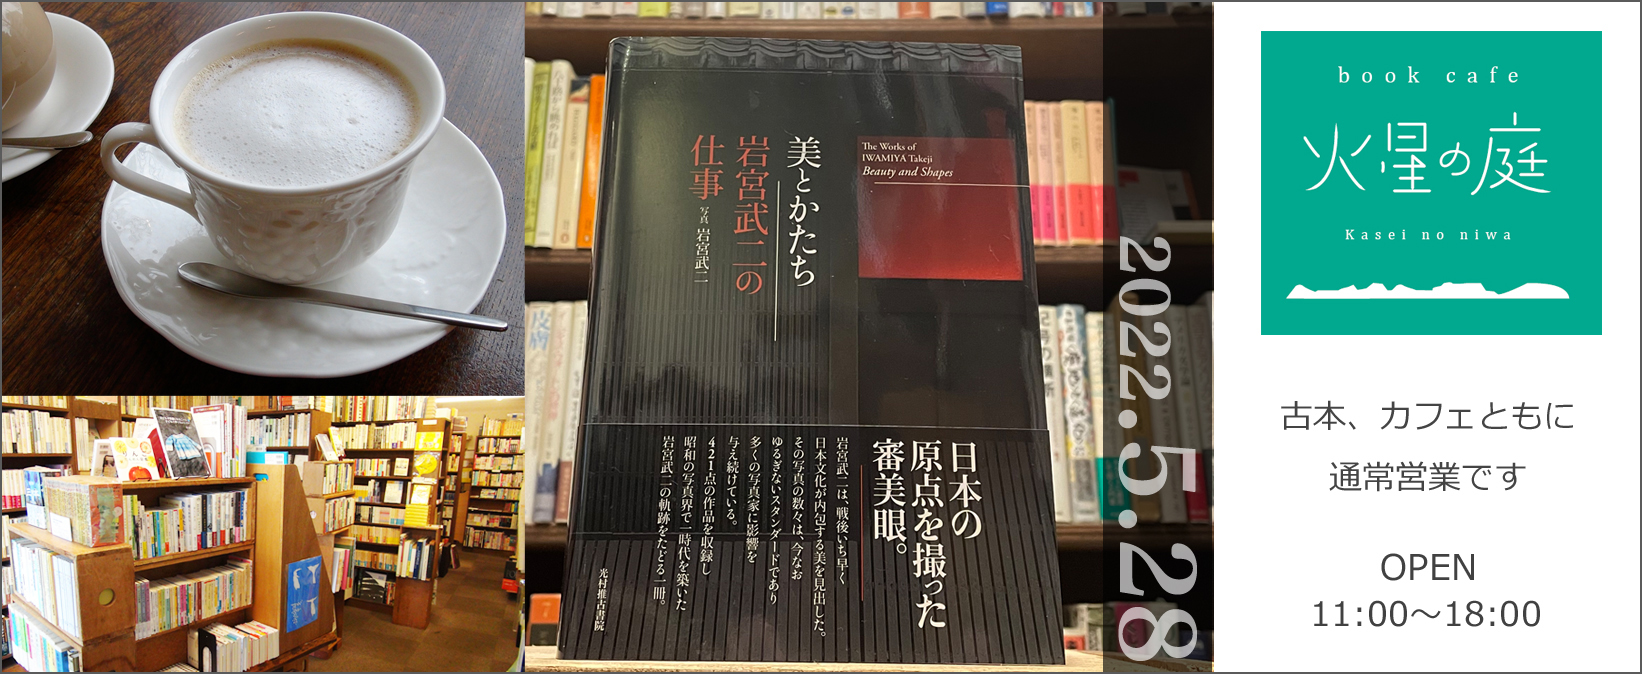 美とかたち
岩宮武二の
仕事
写真 岩宮武二
The Works of
IWAMIYA Takeji
Beauty and Shapes
日本の
原点を撮った
審美眼。
岩宮武二は、戦後いち早く
日本文化が内包する美を見出した。
その写真の数々は、今なお
ゆるぎないスタンダードであり
多くの写真家に影響を
与え続けている。
421点の作品を収録し
昭和の写真界で一時代を築いた
岩宮武二の軌跡をたどる一冊。
光村推古書院
2022.5.28
book cafe
火星の庭
Kasei no niwa
古本、カフェともに
通常営業です
OPEN
11:00～18:00